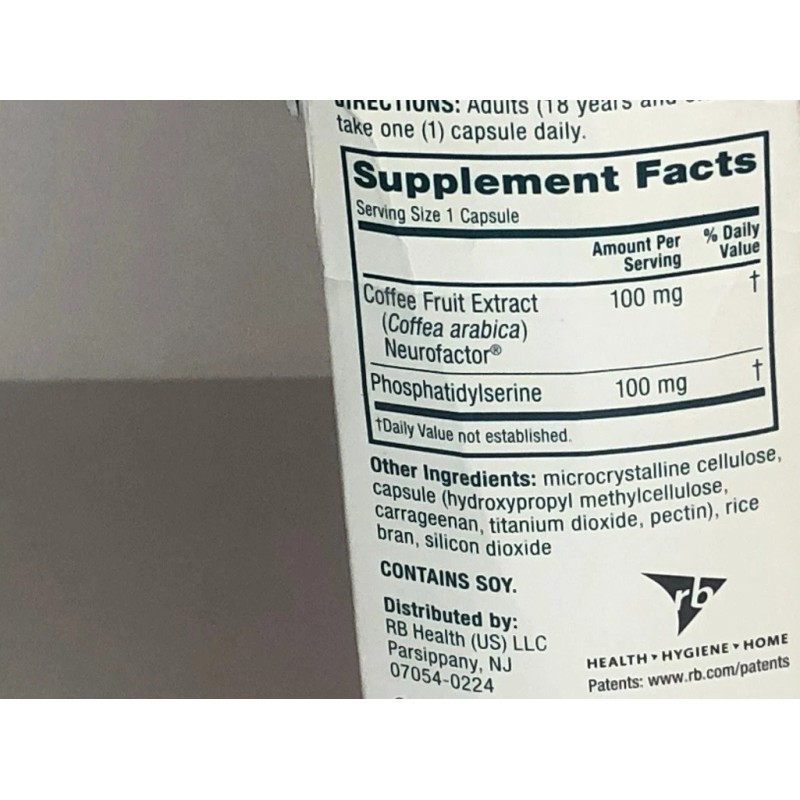 DIRECTIONS: Adults (18 years and
take one (1) capsule daily.
Supplement Facts
Serving Size 1 Capsule
Amount Per Serving
% Daily Value
Coffee Fruit Extract 100 mg †
(Coffea arabica)
Neurofactor®
Phosphatidylserine 100 mg †
†Daily Value not established.
Other Ingredients: microcrystalline cellulose,
capsule (hydroxypropyl methylcellulose,
carrageenan, titanium dioxide, pectin), rice
bran, silicon dioxide
CONTAINS SOY.
Distributed by:
RB Health (US) LLC
Parsippany, NJ
07054-0224
rb
HEALTH▾HYGIENE▾HOME
Patents: www.rb.com/patents